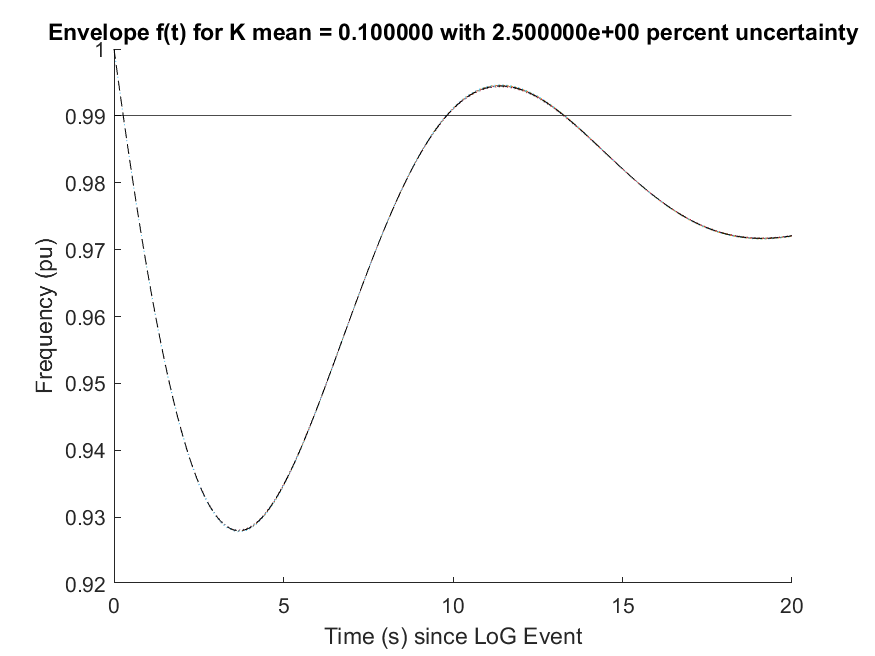 Envelope f(t) for K mean = 0.100000 with 2.500000e+00 percent uncertainty
1
0.99
0.98
0.97
0.96
0.95
0.94
0.93
0.92
Frequency (pu)
0 5 10 15 20
Time (s) since LoG Event